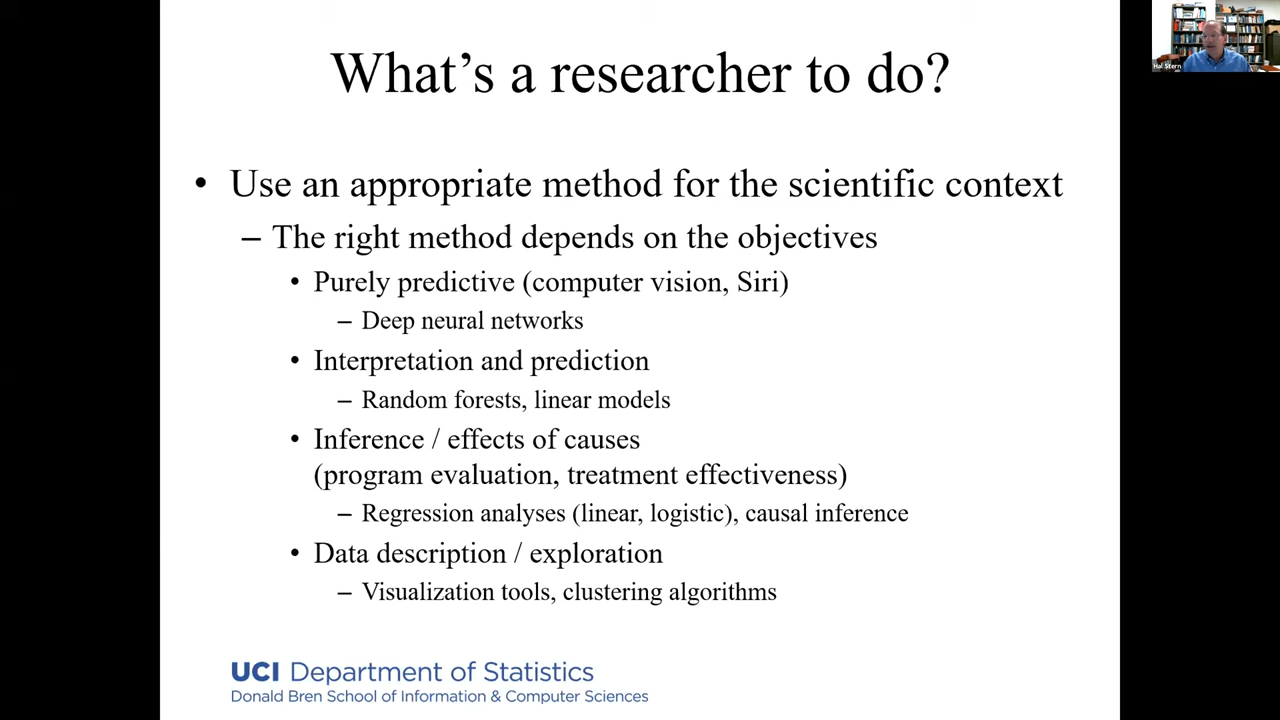 What's a researcher to do?
• Use an appropriate method for the scientific context
– The right method depends on the objectives
• Purely predictive (computer vision, Siri)
– Deep neural networks
• Interpretation and prediction
– Random forests, linear models
• Inference / effects of causes
(program evaluation, treatment effectiveness)
– Regression analyses (linear, logistic), causal inference
• Data description / exploration
– Visualization tools, clustering algorithms
UCI Department of Statistics
Donald Bren School of Information & Computer Sciences
Hal Stern